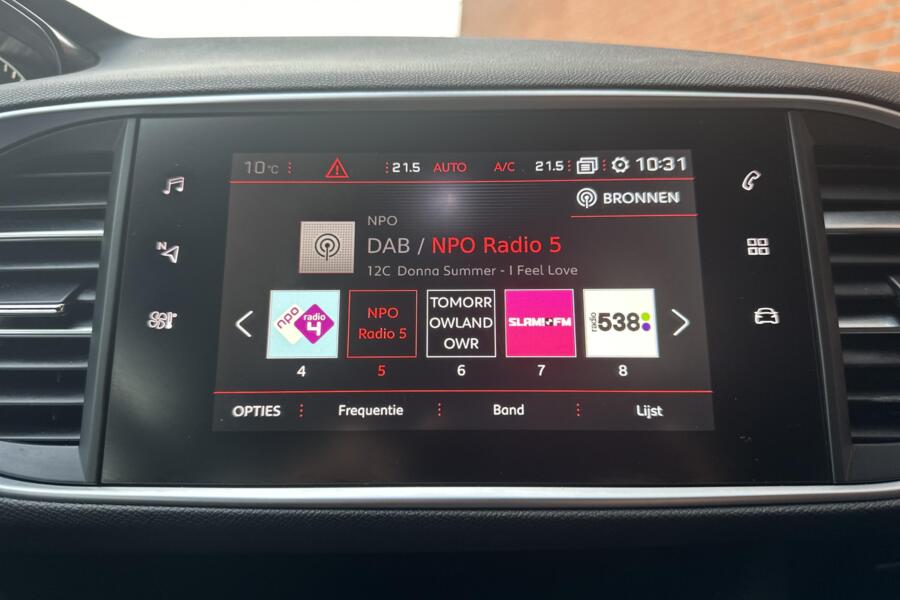 10°C 21.5 AUTO A/C 21.5 10:31
BRONNEN
NPO
DAB / NPO Radio 5
12C Donna Summer - I Feel Love
npo radio 4
NPO Radio 5
TOMORR
OWLAND
OWR
SLAM!FM
radio 538
4 5 6 7 8
OPTIES Frequentie Band Lijst
N